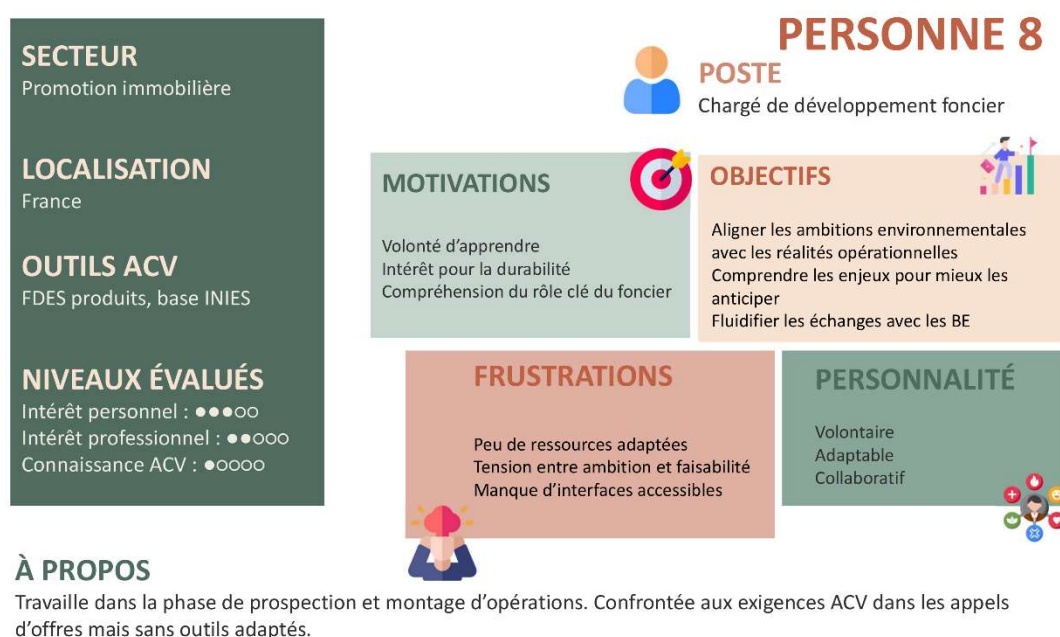 PERSONNE 8
POSTE
Chargé de développement foncier
SECTEUR
Promotion immobilière
LOCALISATION
France
OUTILS ACV
FDES produits, base INIES
NIVEAUX ÉVALUÉS
Intérêt personnel : ●●●○○
Intérêt professionnel : ●●○○○
Connaissance ACV : ●○○○○
MOTIVATIONS
Volonté d’apprendre
Intérêt pour la durabilité
Compréhension du rôle clé du foncier
OBJECTIFS
Aligner les ambitions environnementales
avec les réalités opérationnelles
Comprendre les enjeux pour mieux les
anticiper
Fluidifier les échanges avec les BE
FRUSTRATIONS
Peu de ressources adaptées
Tension entre ambition et faisabilité
Manque d’interfaces accessibles
PERSONNALITÉ
Volontaire
Adaptable
Collaboratif
À PROPOS
Travaille dans la phase de prospection et montage d’opérations. Confrontée aux exigences ACV dans les appels
d’offres mais sans outils adaptés.